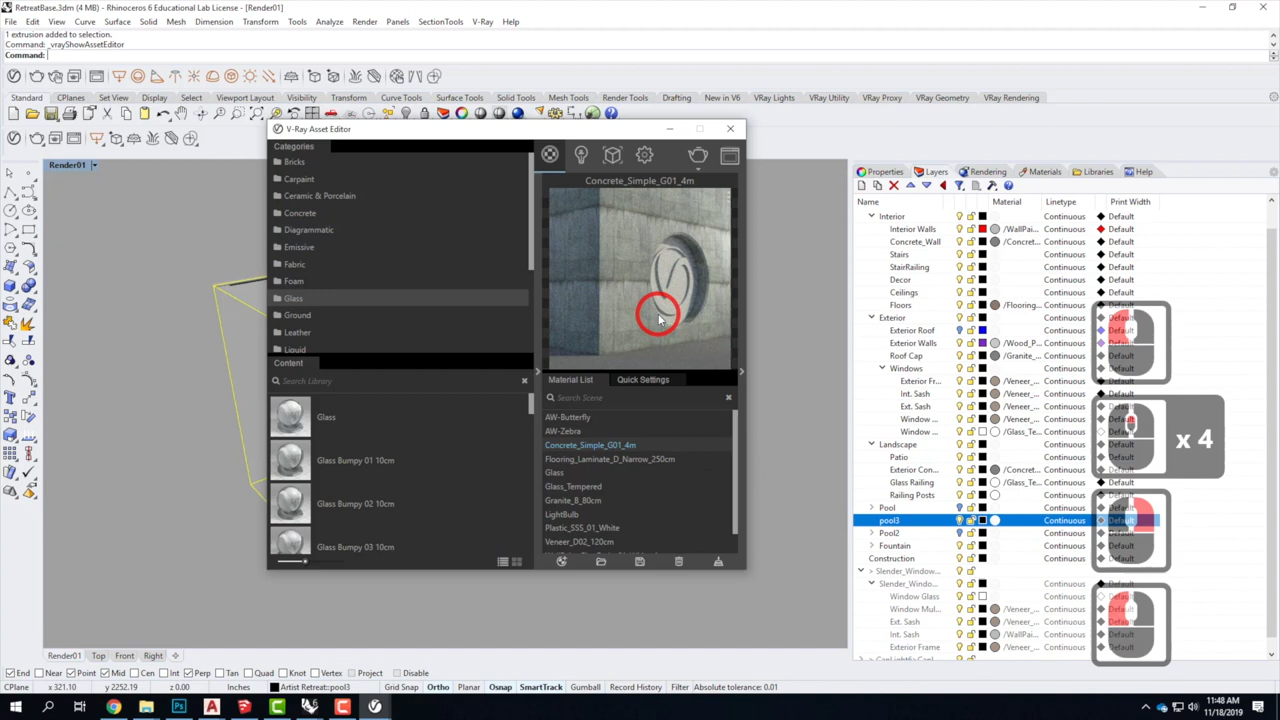 RetreatBase.3dm (4 MB) - Rhinoceros 6 Educational Lab License - [Render01]
File Edit View Curve Surface Solid Mesh Dimension Transform Tools Analyze Render Panels SectionTools V-Ray Help
1 extrusion added to selection.
Command: _vrayShowAssetEditor
Command:
Standard CPlanes Set View Display Select Viewport Layout Visibility Transform Curve Tools Surface Tools Solid Tools Mesh Tools Render Tools Drafting New in V6 VRay Lights VRay Utility VRay Proxy VRay Geometry VRay Rendering
Render01
V-Ray Asset Editor
Categories
Bricks
Carpaint
Ceramic & Porcelain
Concrete
Diagrammatic
Emissive
Fabric
Foam
Glass
Ground
Leather
Liquid
Content
Search Library
Glass
Glass Bumpy 01 10cm
Glass Bumpy 02 10cm
Glass Bumpy 03 10cm
Concrete_Simple_G01_4m
Material List Quick Settings
Search Scene
AW-Butterfly
AW-Zebra
Concrete_Simple_G01_4m
Flooring_Laminate_D_Narrow_250cm
Glass
Glass_Tempered
Granite_B_80cm
LightBulb
Plastic_SSS_01_White
Veneer_D02_120cm
Properties Layers Rendering Materials Libraries Help
Name Material Linetype Print Width
Interior Continuous Default
Interior Walls /WallPai... Continuous Default
Concrete_Wall /Concret... Continuous Default
Stairs Continuous Default
StairRailing Continuous Default
Decor Continuous Default
Ceilings Continuous Default
Floors /Flooring... Continuous Default
Exterior Continuous Default
Exterior Roof Continuous Default
Exterior Walls /Wood_P... Continuous Default
Roof Cap /Granite_... Continuous Default
Windows Continuous Default
Exterior Fr... /Veneer_... Continuous Default
Int. Sash /Veneer_... Continuous Default
Ext. Sash /Veneer_... Continuous Default
Window ... /Veneer_... Continuous Default
Window ... /Glass_Te... Continuous Default
Landscape Continuous Default
Patio Continuous Default
Exterior Con... /Concret... Continuous Default
Glass Railing /Glass_Te... Continuous Default
Railing Posts Continuous Default
Pool Continuous Default
pool3 Continuous Default
Pool2 Continuous Default
Fountain Continuous Default
Construction Continuous Default
Slender_Window... Continuous Default
Slender_Windo... Continuous Default
Window Glass Continuous Default
Window Mul... /Veneer_... Continuous Default
Ext. Sash /Veneer_... Continuous Default
Int. Sash /WallPai... Continuous Default
Exterior Frame /Veneer_... Continuous Default
x 4
Render01 Top Front Right
End Near Point Mid Cen Int Perp Tan Quad Knot Vertex Project Disable
CPlane x 321.10 y 2252.19 z 0.00 Inches Artist Retreat::pool3 Grid Snap Ortho Planar Osnap SmartTrack Gumball Record History Filter Absolute tolerance: 0.01
11:48 AM
11/18/2019